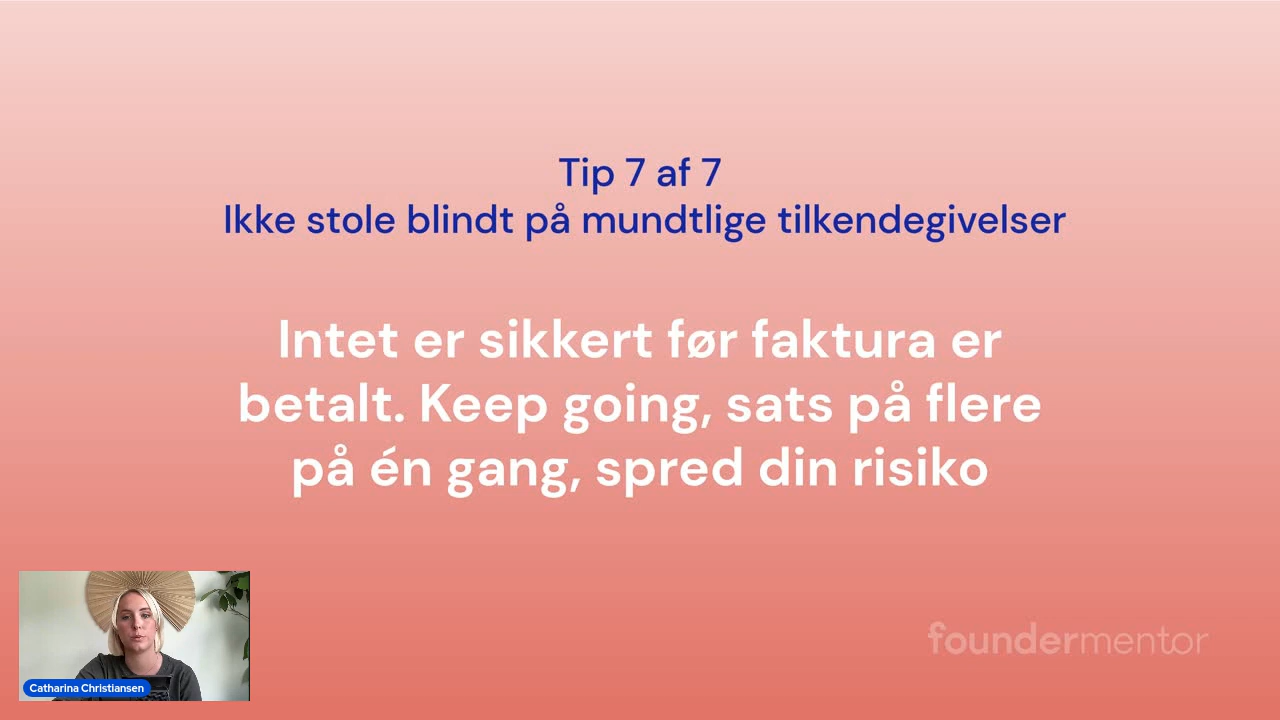 Tip 7 af 7
Ikke stole blindt på mundtlige tilkendegivelser
Intet er sikkert før faktura er
betalt. Keep going, sats på flere
på én gang, spred din risiko
Catharina Christiansen
foundermentor